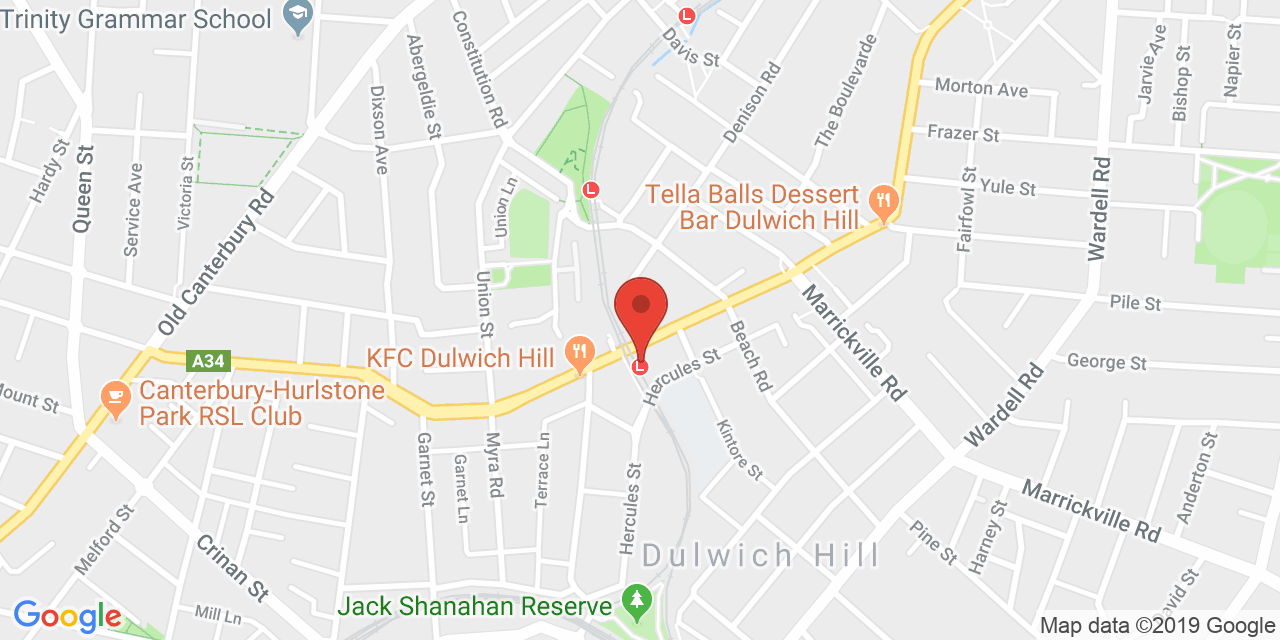 Trinity Grammar School
Abergeldie St
Constitution Rd
Davis St
Denison Rd
The Boulevarde
Morton Ave
Jarvie Ave
Bishop St
Napier St
Dixson Ave
Frazer St
Hardy St
Queen St
Service Ave
Victoria St
Old Canterbury Rd
Union Ln
L
L
L
Tella Balls Dessert
Bar Dulwich Hill
Yule St
Fairfowl St
Wardell Rd
Union St
Pile St
A34
KFC Dulwich Hill
Hercules St
Beach Rd
Marrickville Rd
George St
Mount St
Canterbury-Hurlstone
Park RSL Club
Wardell Rd
Garnet St
Garnet Ln
Myra Rd
Terrace Ln
Kintore St
Hercules St
Anderton St
Marrickville Rd
Melford St
Crinan St
Dulwich Hill
Pine St
Harney St
David St
Jack Shanahan Reserve
Mill Ln
Google
Map data ©2019 Google